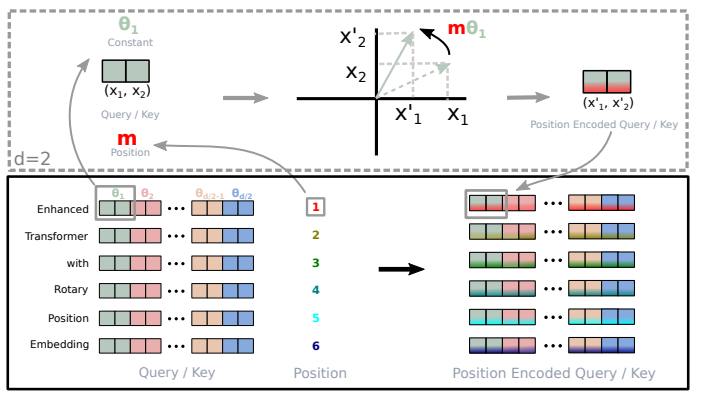 θ₁
Constant
(x₁, x₂)
Query / Key
m
Position
d=2
x'₂
x₂
x'₁
x₁
mθ₁
(x'₁, x'₂)
Position Encoded Query / Key
θ₁ θ₂ θ_{d/2-1} θ_{d/2}
Enhanced ••• 1 •••
Transformer ••• 2 •••
with ••• 3 •••
Rotary ••• 4 •••
Position ••• 5 •••
Embedding ••• 6 •••
Query / Key Position Position Encoded Query / Key